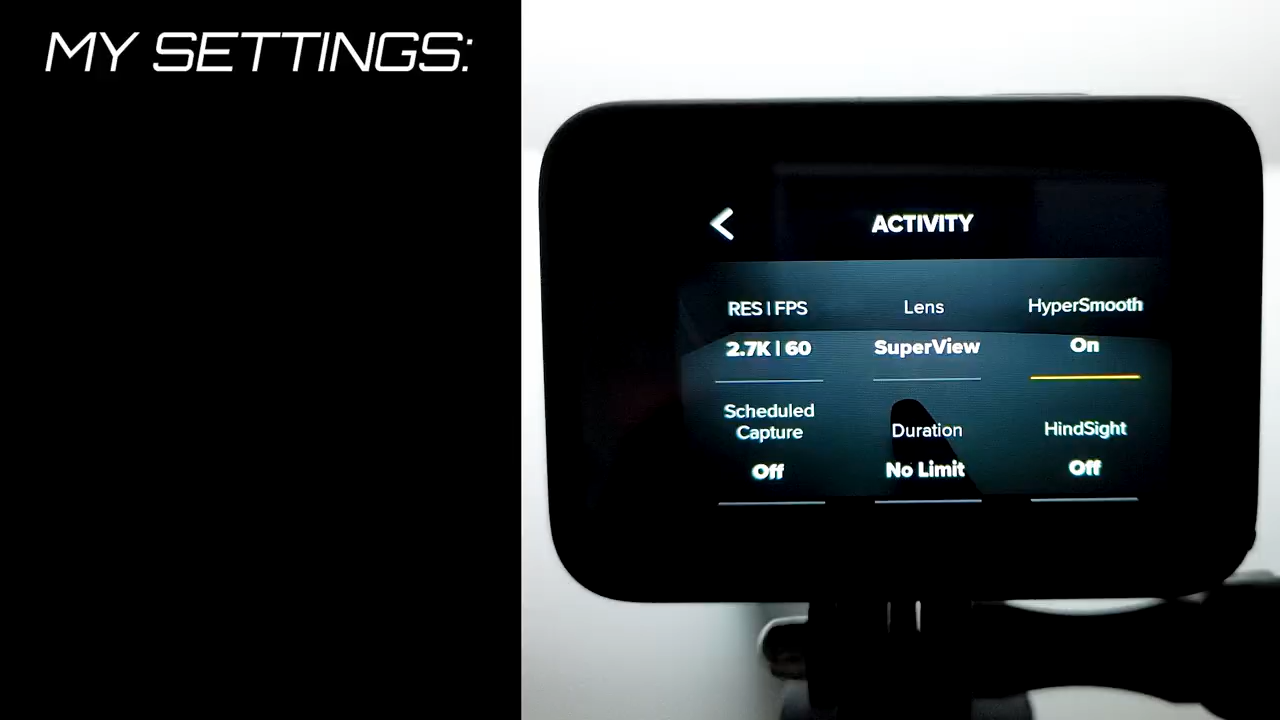 MY SETTINGS:
ACTIVITY
RES | FPS
2.7K | 60
Lens
SuperView
HyperSmooth
On
Scheduled
Capture
Off
Duration
No Limit
HindSight
Off